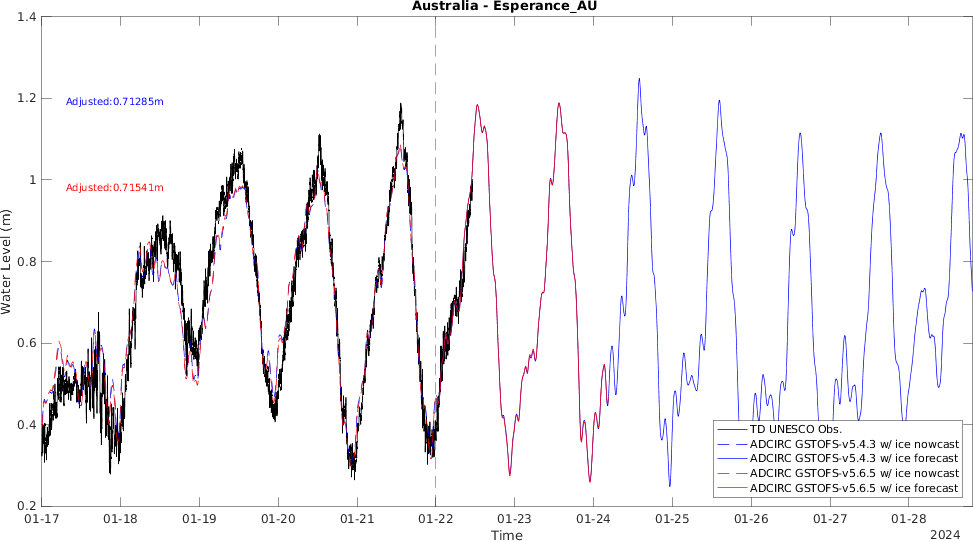 Australia - Esperance_AU
1.4
1.2
1
0.8
0.6
0.4
0.2
Water Level (m)
Adjusted:0.71285m
Adjusted:0.71541m
TD UNESCO Obs.
ADCIRC GSTOFS-v5.4.3 w/ ice nowcast
ADCIRC GSTOFS-v5.4.3 w/ ice forecast
ADCIRC GSTOFS-v5.6.5 w/ ice nowcast
ADCIRC GSTOFS-v5.6.5 w/ ice forecast
01-17 01-18 01-19 01-20 01-21 01-22 01-23 01-24 01-25 01-26 01-27 01-28
Time
2024